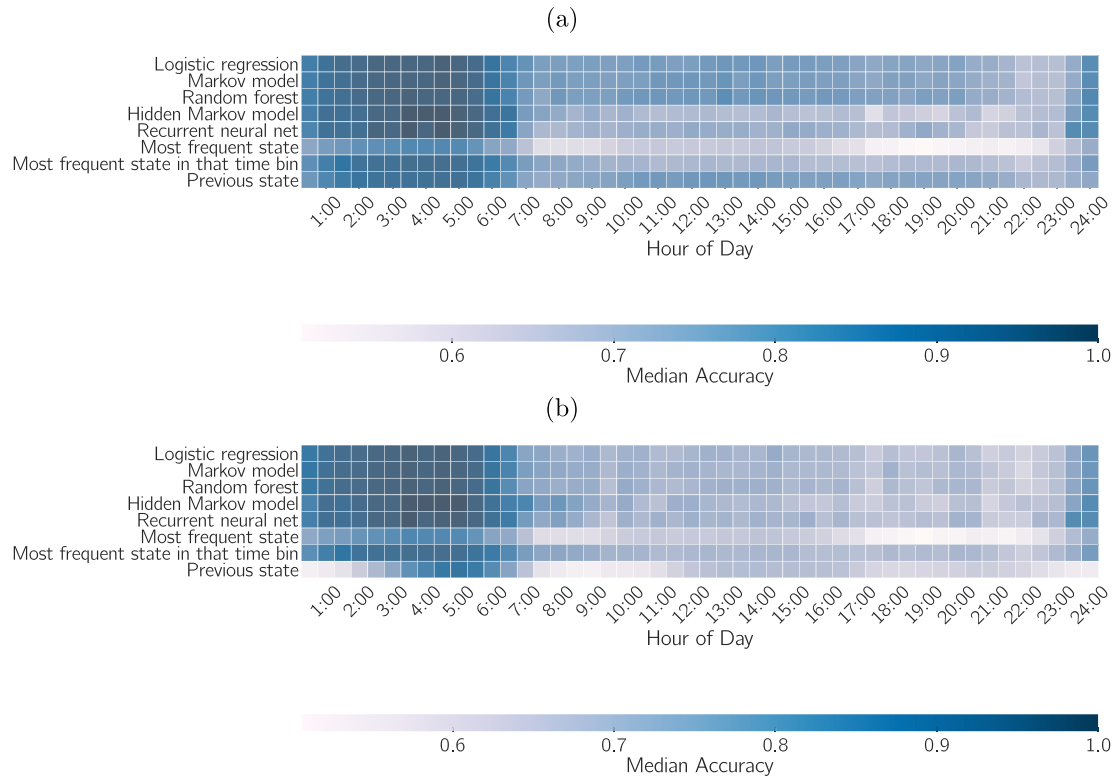 (a)
Logistic regression
Markov model
Random forest
Hidden Markov model
Recurrent neural net
Most frequent state
Most frequent state in that time bin
Previous state
1:00 2:00 3:00 4:00 5:00 6:00 7:00 8:00 9:00 10:00 11:00 12:00 13:00 14:00 15:00 16:00 17:00 18:00 19:00 20:00 21:00 22:00 23:00 24:00
Hour of Day
0.6 0.7 0.8 0.9 1.0
Median Accuracy
(b)
Logistic regression
Markov model
Random forest
Hidden Markov model
Recurrent neural net
Most frequent state
Most frequent state in that time bin
Previous state
1:00 2:00 3:00 4:00 5:00 6:00 7:00 8:00 9:00 10:00 11:00 12:00 13:00 14:00 15:00 16:00 17:00 18:00 19:00 20:00 21:00 22:00 23:00 24:00
Hour of Day
0.6 0.7 0.8 0.9 1.0
Median Accuracy